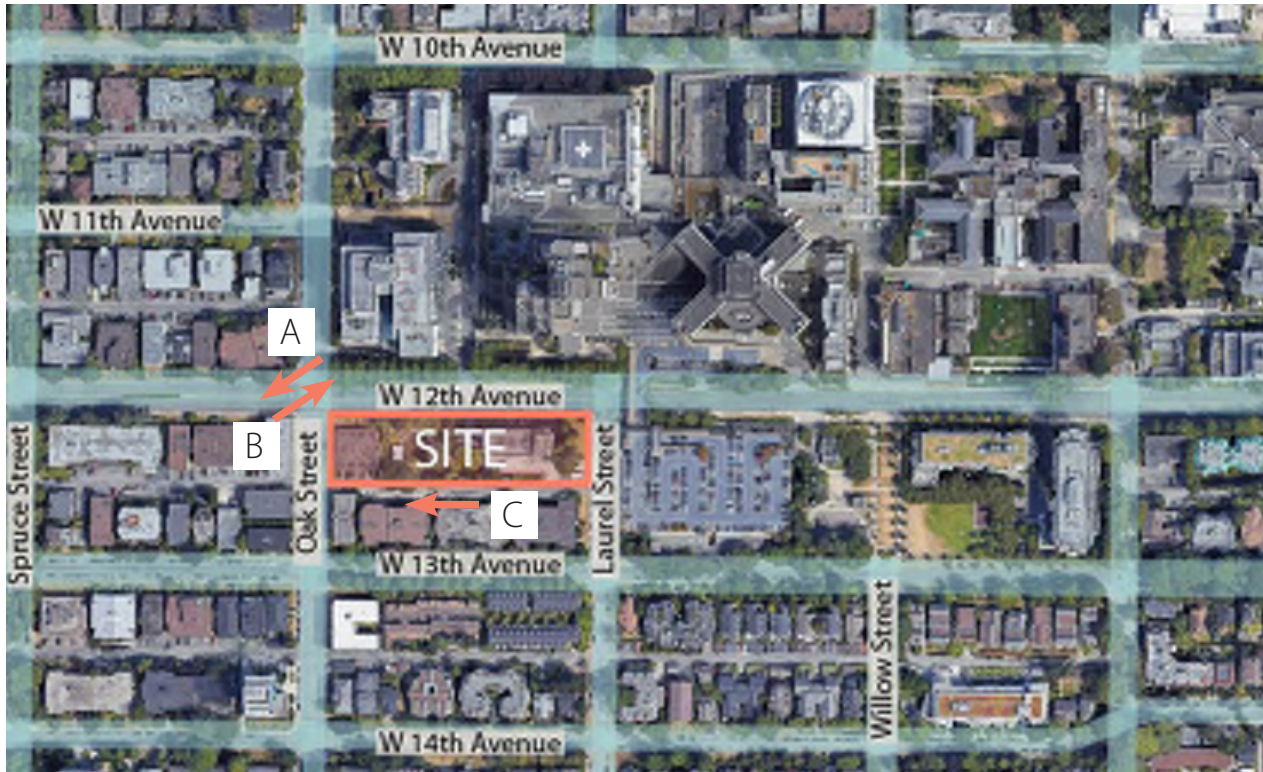 W 10th Avenue
W 11th Avenue
A
W 12th Avenue
B
SITE
Spruce Street
Oak Street
Laurel Street
C
W 13th Avenue
Willow Street
W 14th Avenue